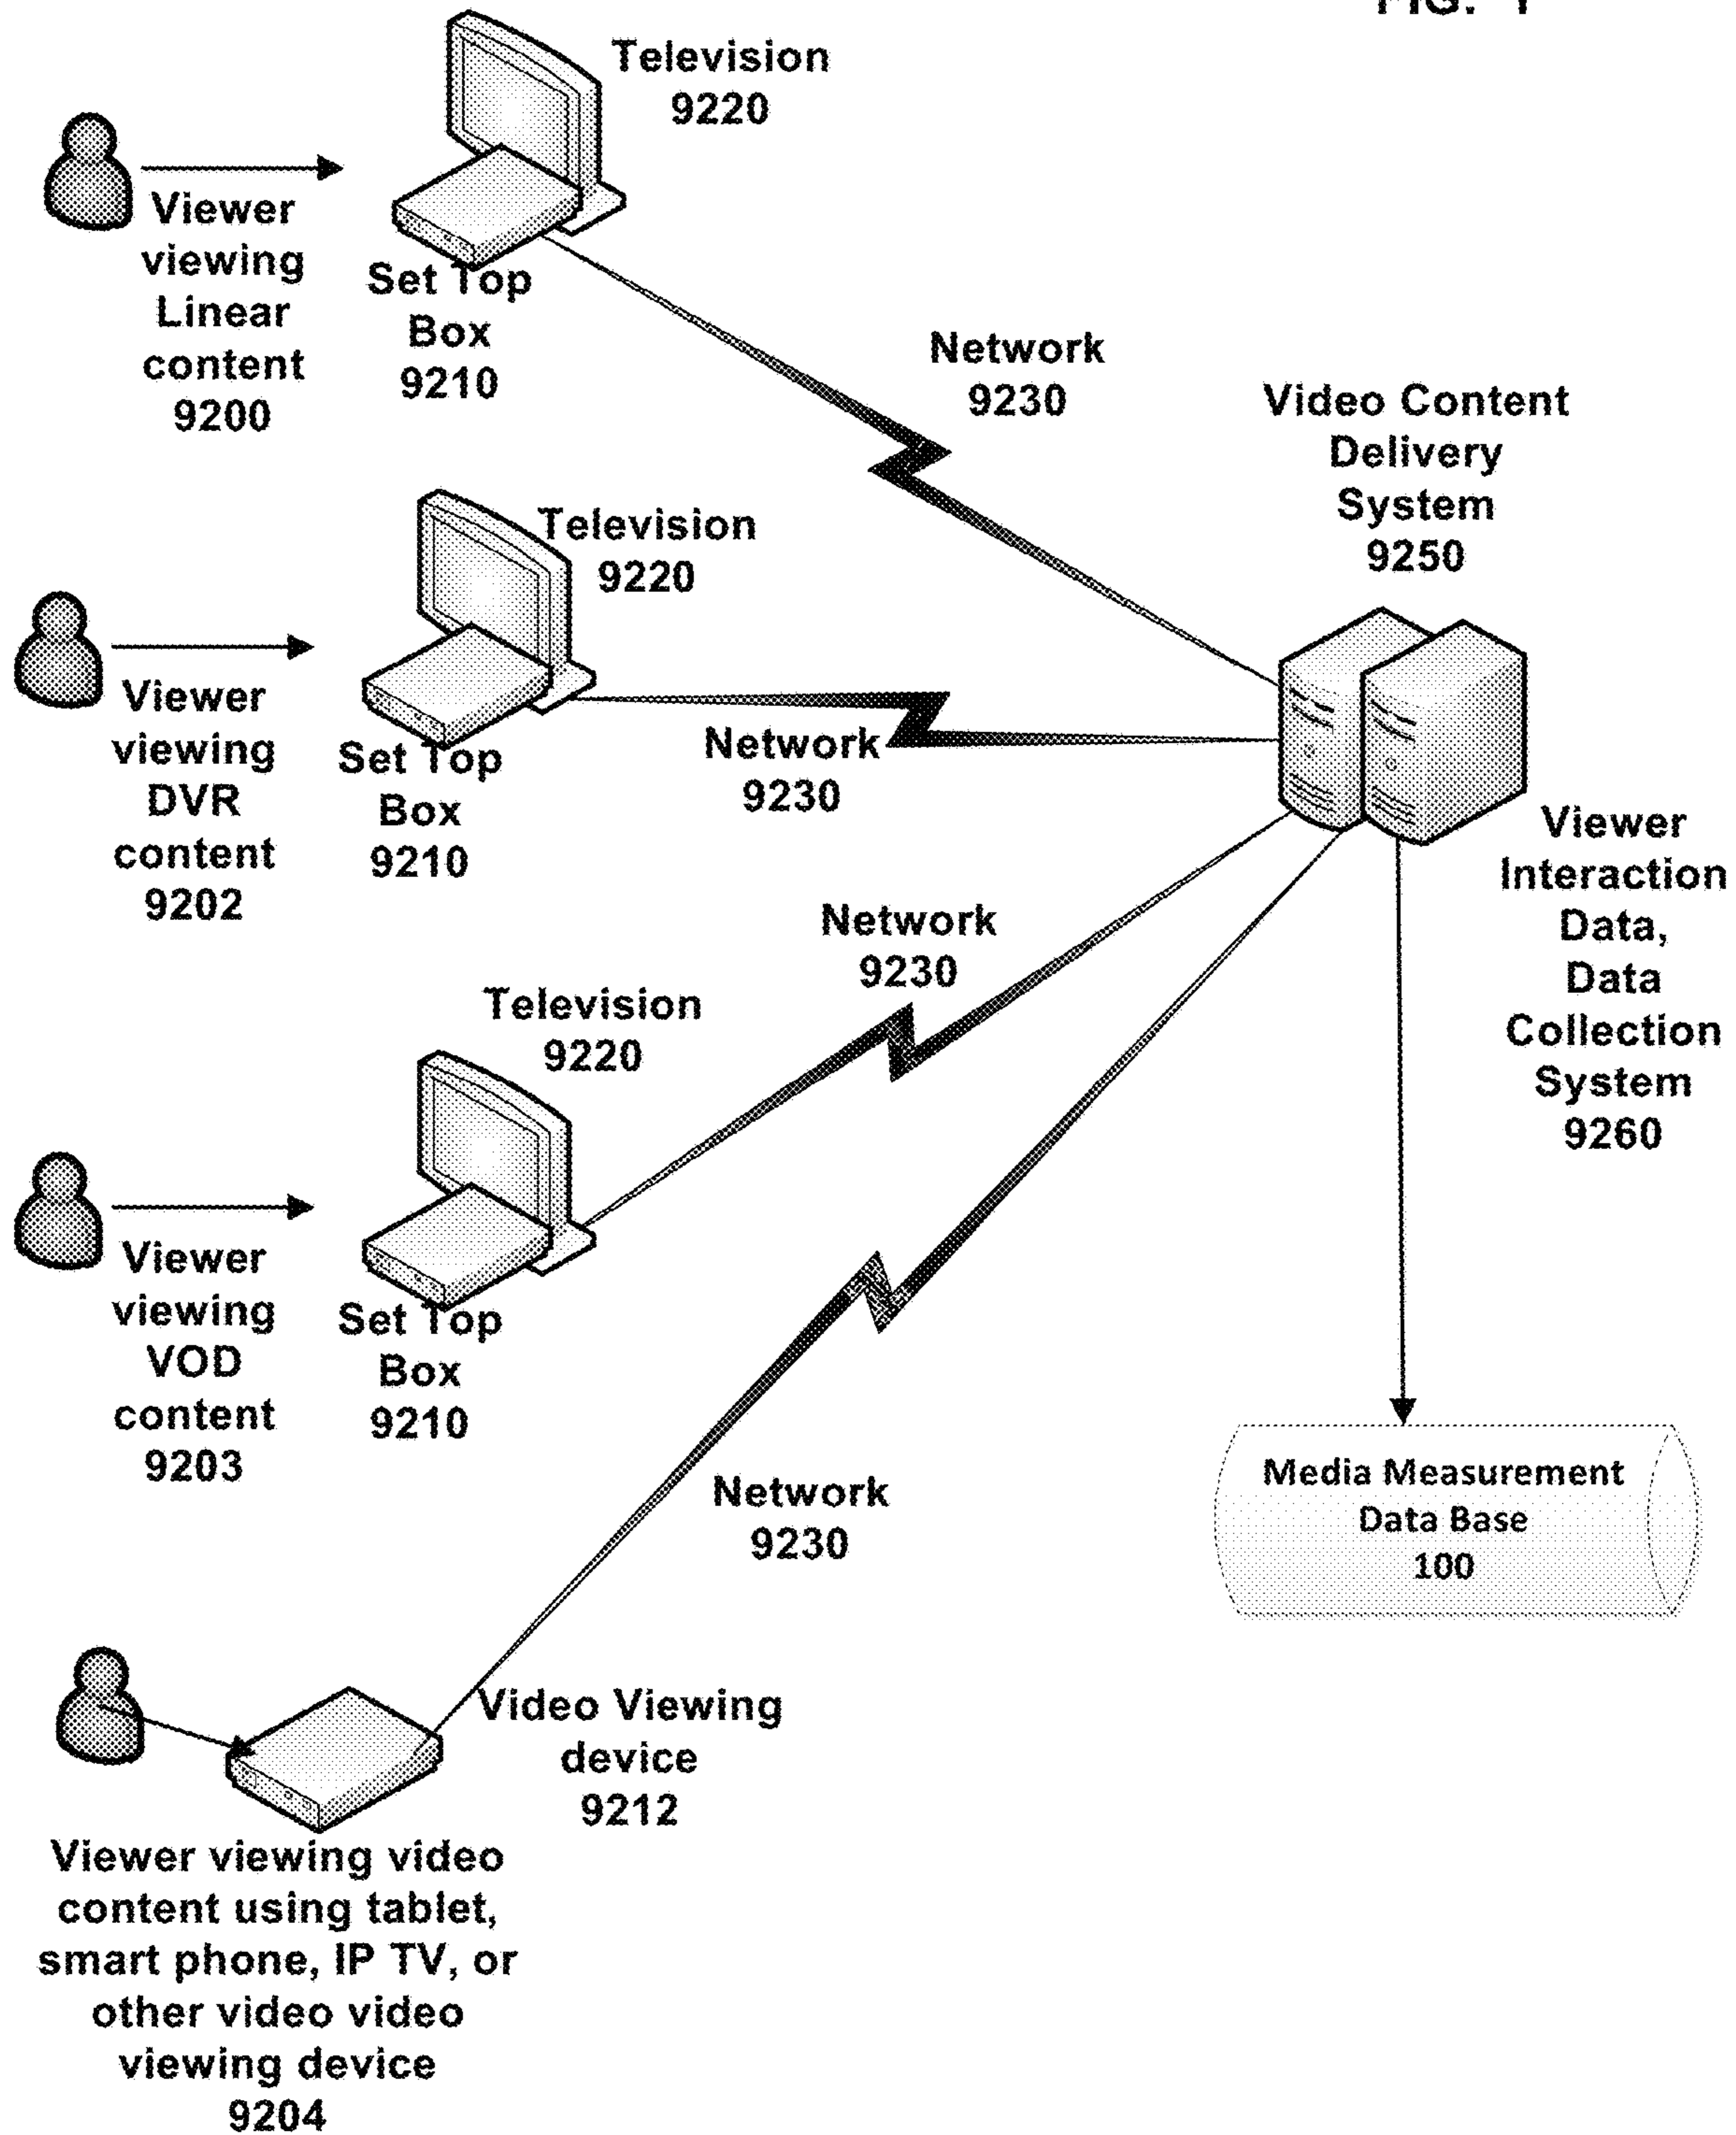 FIG. 1
Television
9220
Viewer
viewing
Linear
content
9200
Set Top
Box
9210
Network
9230
Video Content
Delivery
System
9250
Television
9220
Viewer
viewing
DVR
content
9202
Set Top
Box
9210
Network
9230
Viewer
Interaction
Data,
Data
Collection
System
9260
Network
9230
Television
9220
Viewer
viewing
VOD
content
9203
Set Top
Box
9210
Network
9230
Media Measurement
Data Base
100
Video Viewing
device
9212
Viewer viewing video
content using tablet,
smart phone, IP TV, or
other video video
viewing device
9204